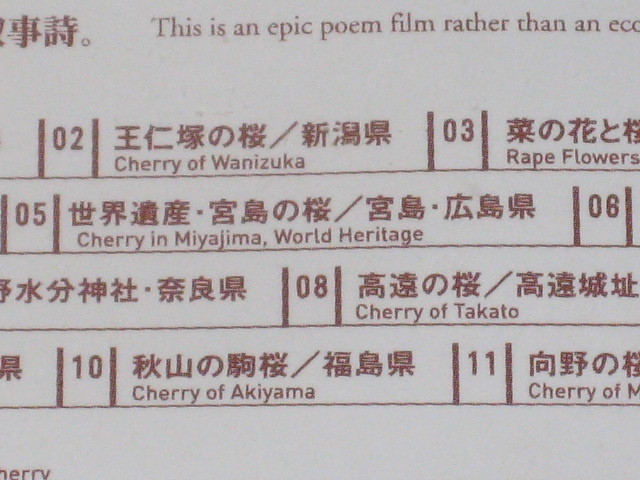 叙事詩。 This is an epic poem film rather than an eco
02 王仁塚の桜／新潟県 03 菜の花と桜
Cherry of Wanizuka Rape Flowers
05 世界遺産・宮島の桜／宮島・広島県 06
Cherry in Miyajima, World Heritage
野水分神社・奈良県 08 高遠の桜／高遠城址
Cherry of Takato
県 10 秋山の駒桜／福島県 11 向野の桜
Cherry of Akiyama Cherry of M
herry